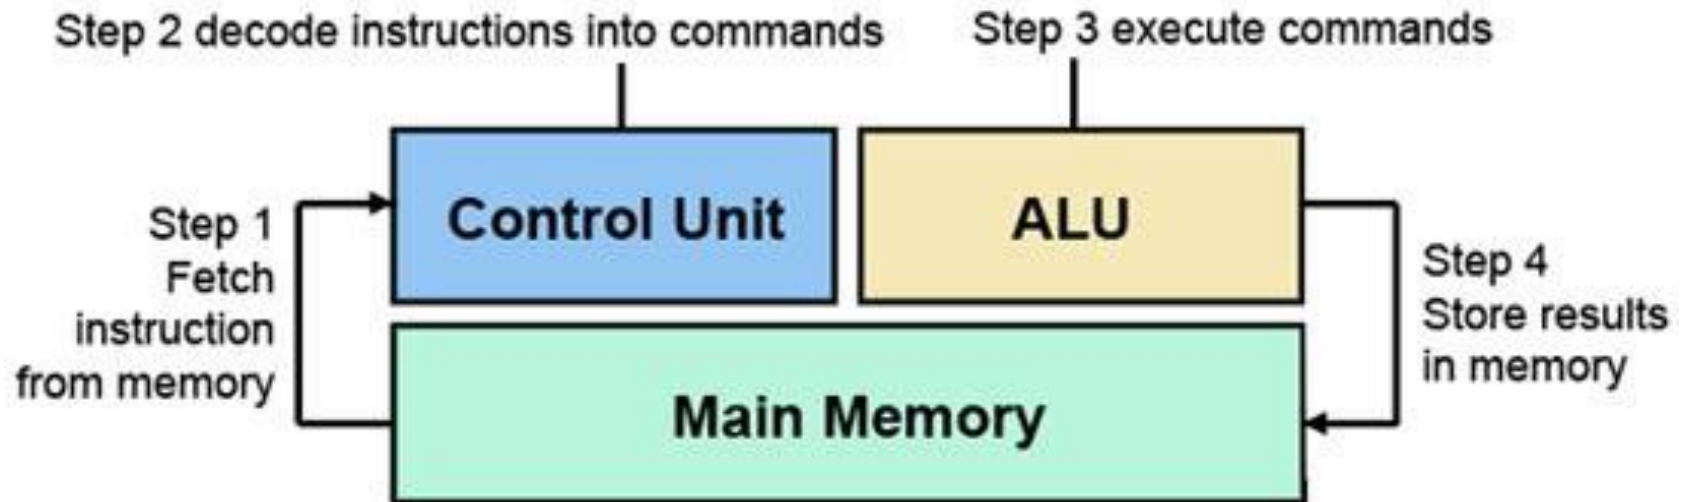 Step 2 decode instructions into commands
Step 3 execute commands
Control Unit
ALU
Step 1
Fetch
instruction
from memory
Step 4
Store results
in memory
Main Memory